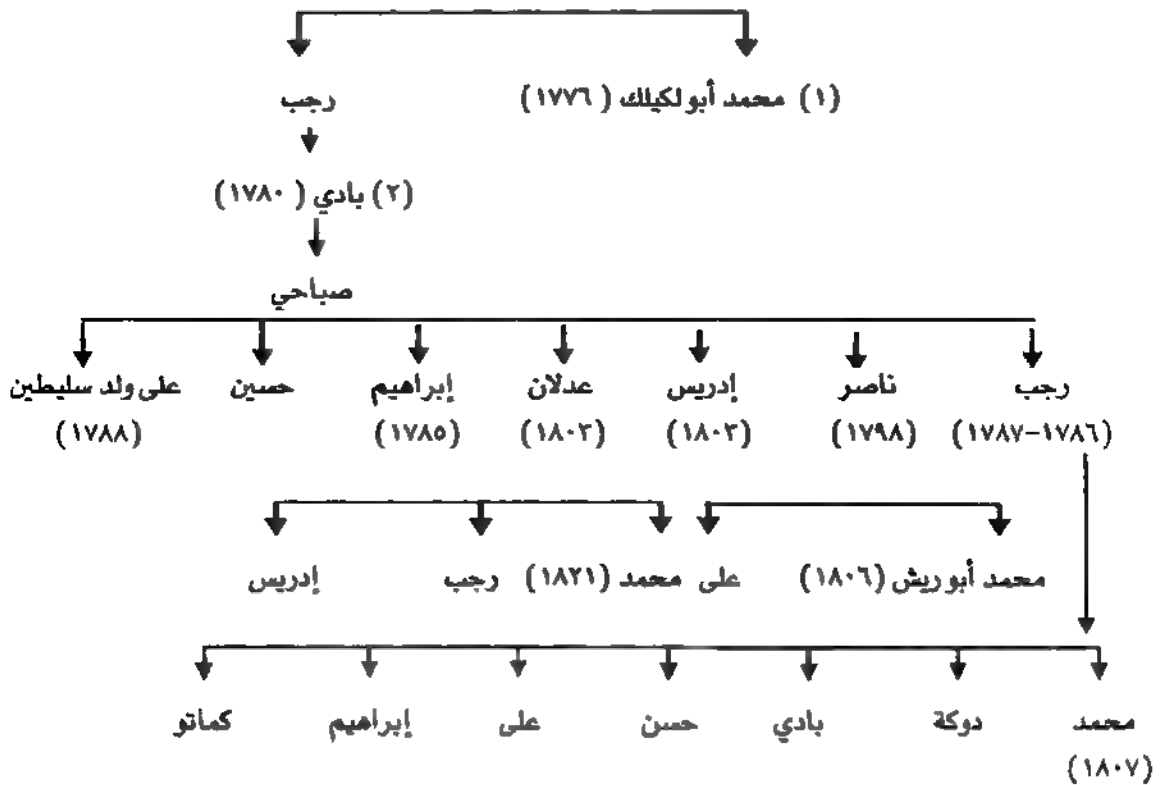 (١) محمد أبو لكيلك (١٧٧٦) رجب
(٢) بادي (١٧٨٠)
صباحي
رجب ناصر إدريس عدلان إبراهيم حسين على ولد سليطين
(١٧٨٦-١٧٨٧) (١٧٩٨) (١٨٠٣) (١٨٠٣) (١٧٨٥) (١٧٨٨)
محمد أبو ريش (١٨٠٦) على محمد (١٨٢١) رجب إدريس
محمد دوكة بادي حسن على إبراهيم كماتو
(١٨٠٧)